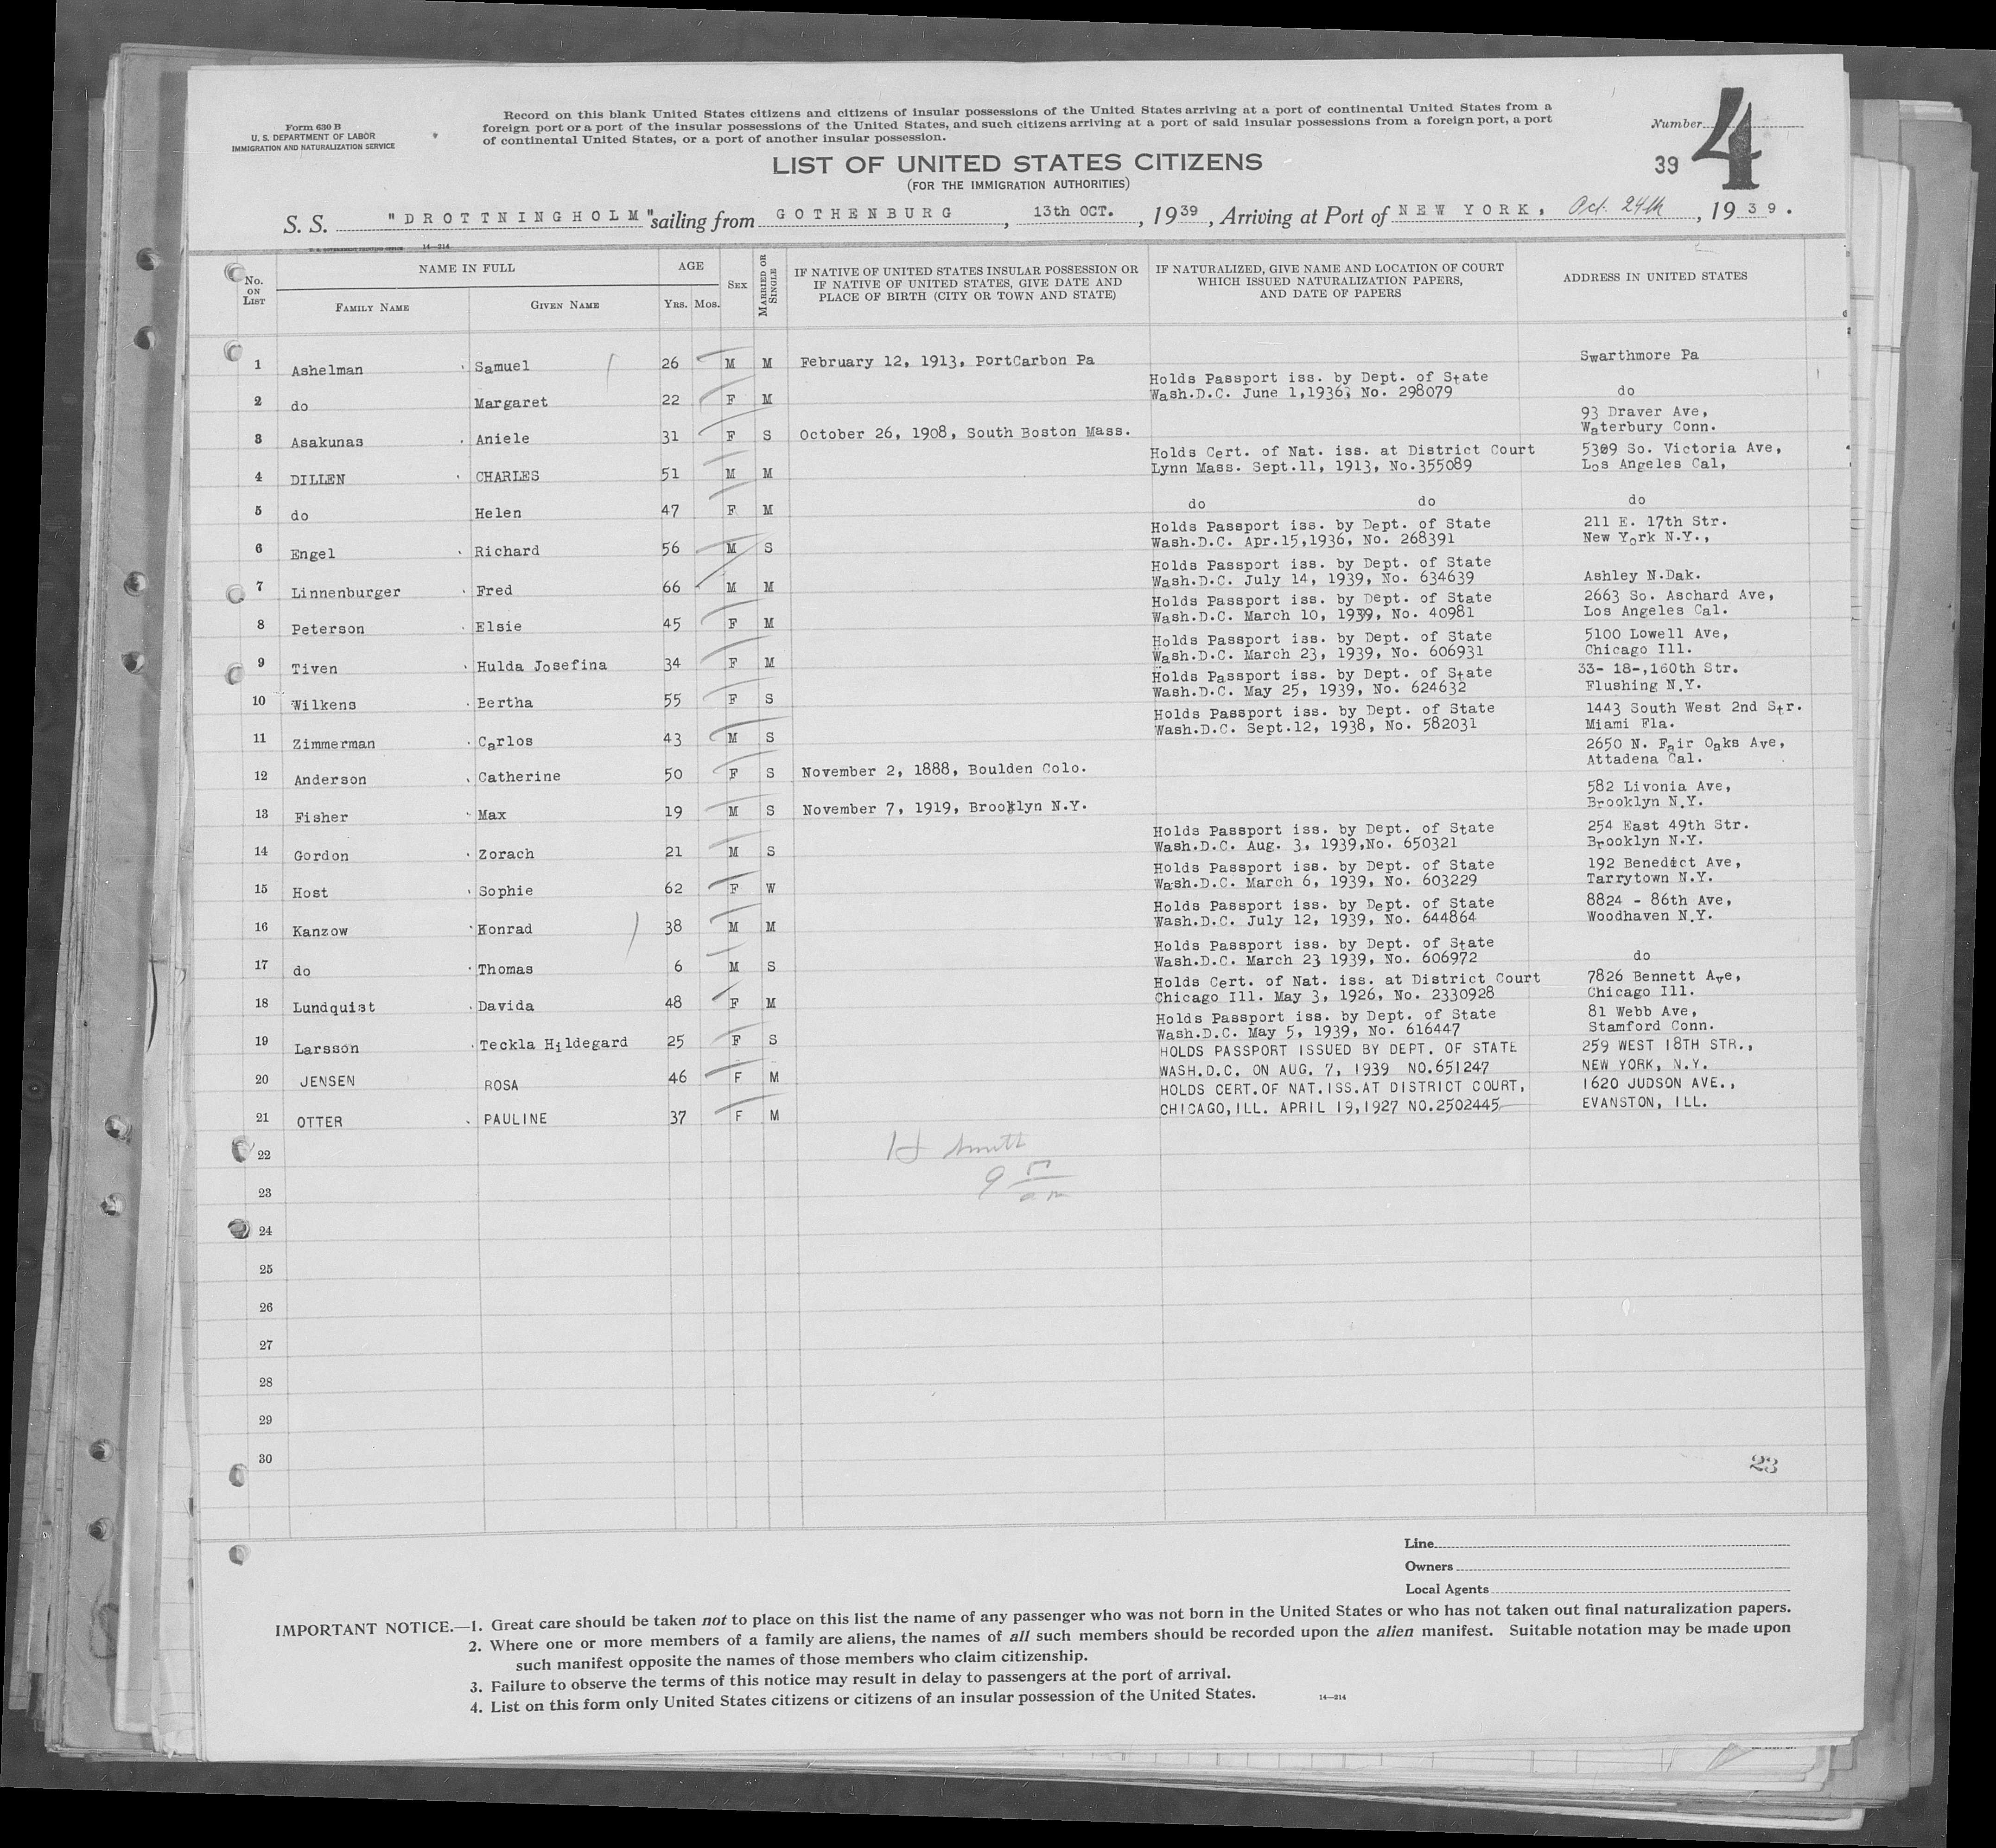 Form 630 B
U. S. DEPARTMENT OF LABOR
IMMIGRATION AND NATURALIZATION SERVICE
Record on this blank United States citizens and citizens of insular possessions of the United States arriving at a port of continental United States from a
foreign port or a port of the insular possessions of the United States, and such citizens arriving at a port of said insular possessions from a foreign port, a port
of continental United States, or a port of another insular possession.
Number 4
39
LIST OF UNITED STATES CITIZENS
(FOR THE IMMIGRATION AUTHORITIES)
S. S. "DROTTNINGHOLM" sailing from GOTHENBURG, 13th OCT., 1939, Arriving at Port of NEW YORK, Oct. 24th, 1939.
14—214
No. ON LIST
NAME IN FULL
FAMILY NAME
GIVEN NAME
AGE
YRS. MOS.
SEX
MARRIED OR SINGLE
IF NATIVE OF UNITED STATES INSULAR POSSESSION OR
IF NATIVE OF UNITED STATES, GIVE DATE AND
PLACE OF BIRTH (CITY OR TOWN AND STATE)
IF NATURALIZED, GIVE NAME AND LOCATION OF COURT
WHICH ISSUED NATURALIZATION PAPERS,
AND DATE OF PAPERS
ADDRESS IN UNITED STATES
1 Ashelman Samuel 26 M M February 12, 1913, PortCarbon Pa Swarthmore Pa
Holds Passport iss. by Dept. of State
2 do Margaret 22 F M Wash.D.C. June 1,1936, No. 298079 do
93 Draver Ave,
3 Asakunas Aniele 31 F S October 26, 1908, South Boston Mass. Waterbury Conn.
Holds Cert. of Nat. iss. at District Court 5309 So. Victoria Ave,
4 DILLEN CHARLES 51 M M Lynn Mass. Sept.11, 1913, No.355089 Los Angeles Cal,
5 do Helen 47 F M do do do
Holds Passport iss. by Dept. of State 211 E. 17th Str.
6 Engel Richard 56 M S Wash.D.C. Apr.15,1936, No. 268391 New York N.Y.,
Holds Passport iss. by Dept. of State
7 Linnenburger Fred 66 M M Wash.D.C. July 14, 1939, No. 634639 Ashley N.Dak.
Holds Passport iss. by Dept. of State 2663 So. Aschard Ave,
8 Peterson Elsie 45 F M Wash.D.C. March 10, 1939, No. 40981 Los Angeles Cal.
Holds Passport iss. by Dept. of State 5100 Lowell Ave,
9 Tiven Hulda Josefina 34 F M Wash.D.C. March 23, 1939, No. 606931 Chicago Ill.
Holds Passport iss. by Dept. of State 33- 18-,160th Str.
10 Wilkens Bertha 55 F S Wash.D.C. May 25, 1939, No. 624632 Flushing N.Y.
Holds Passport iss. by Dept. of State 1443 South West 2nd Str.
11 Zimmerman Carlos 43 M S Wash.D.C. Sept.12, 1938, No. 582031 Miami Fla.
2650 N. Fair Oaks Ave,
12 Anderson Catherine 50 F S November 2, 1888, Boulden Colo. Attadena Cal.
582 Livonia Ave,
13 Fisher Max 19 M S November 7, 1919, Brooklyn N.Y. Brooklyn N.Y.
Holds Passport iss. by Dept. of State 254 East 49th Str.
14 Gordon Zorach 21 M S Wash.D.C. Aug. 3, 1939,No. 650321 Brooklyn N.Y.
Holds Passport iss. by Dept. of State 192 Benedict Ave,
15 Host Sophie 62 F W Wash.D.C. March 6, 1939, No. 603229 Tarrytown N.Y.
Holds Passport iss. by Dept. of State 8824 - 86th Ave,
16 Kanzow Konrad 38 M M Wash.D.C. July 12, 1939, No. 644864 Woodhaven N.Y.
Holds Passport iss. by Dept. of State
17 do Thomas 6 M S Wash.D.C. March 23 1939, No. 606972 do
Holds Cert. of Nat. iss. at District Court 7826 Bennett Ave,
18 Lundquist Davida 48 F M Chicago Ill. May 3, 1926, No. 2330928 Chicago Ill.
Holds Passport iss. by Dept. of State 81 Webb Ave,
19 Larsson Teckla Hildegard 25 F S Wash.D.C. May 5, 1939, No. 616447 Stamford Conn.
HOLDS PASSPORT ISSUED BY DEPT. OF STATE 259 WEST 18TH STR.,
20 JENSEN ROSA 46 F M WASH.D.C. ON AUG. 7, 1939 NO.651247 NEW YORK, N.Y.
HOLDS CERT.OF NAT.ISS.AT DISTRICT COURT, 1620 JUDSON AVE.,
21 OTTER PAULINE 37 F M CHICAGO,ILL. APRIL 19,1927 NO.2502445 EVANSTON, ILL.
22 Smith
23
24
25
26
27
28
29
30
23
Line
Owners
Local Agents
IMPORTANT NOTICE.—1. Great care should be taken not to place on this list the name of any passenger who was not born in the United States or who has not taken out final naturalization papers.
2. Where one or more members of a family are aliens, the names of all such members should be recorded upon the alien manifest. Suitable notation may be made upon
such manifest opposite the names of those members who claim citizenship.
3. Failure to observe the terms of this notice may result in delay to passengers at the port of arrival.
4. List on this form only United States citizens or citizens of an insular possession of the United States. 14—214